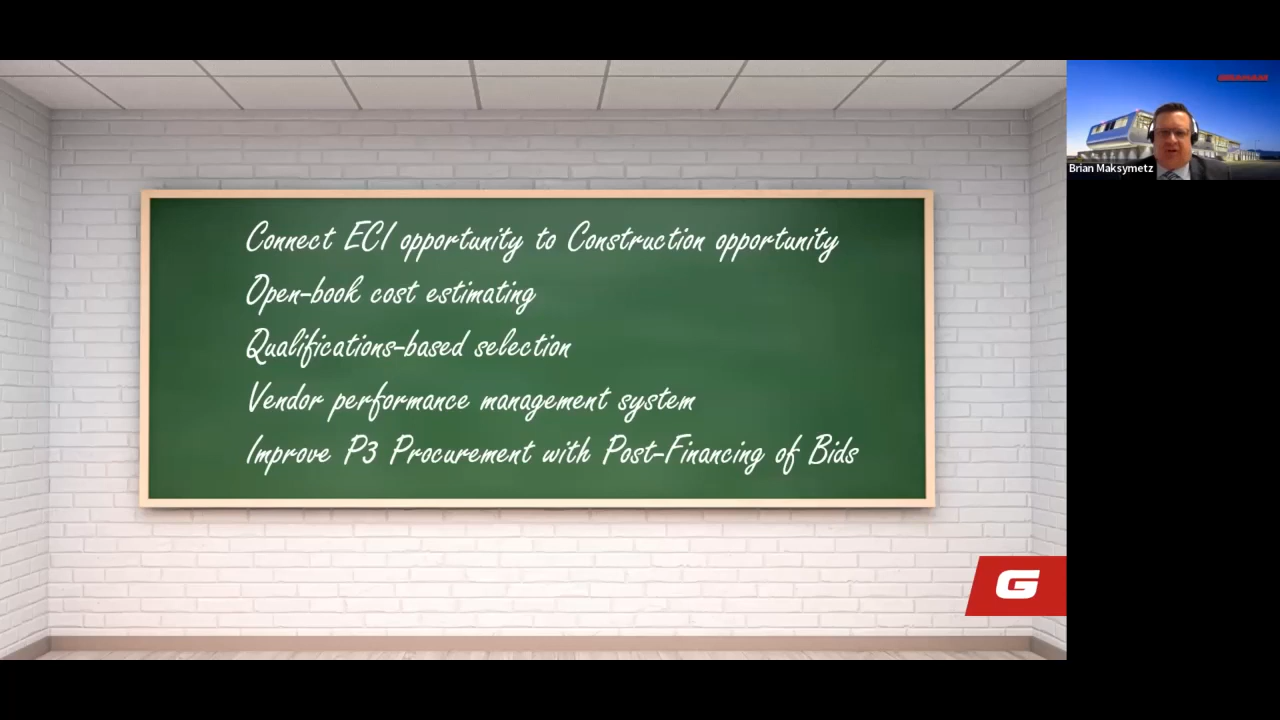 Connect ECI opportunity to Construction opportunity
Open-book cost estimating
Qualifications-based selection
Vendor performance management system
Improve P3 Procurement with Post-Financing of Bids
G
Brian Maksymetz